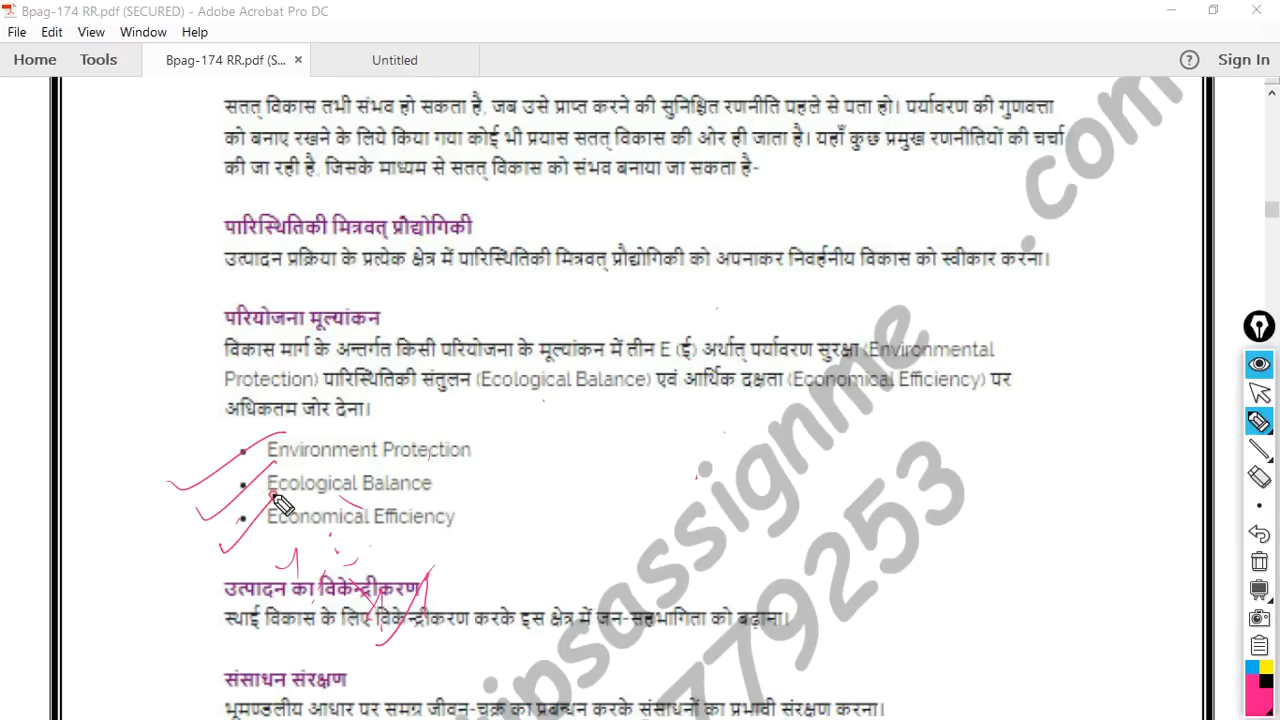 Bpag-174 RR.pdf (SECURED) - Adobe Acrobat Pro DC
File Edit View Window Help
Home Tools Bpag-174 RR.pdf (S... × Untitled ? Sign In
सतत् विकास तभी संभव हो सकता है, जब उसे प्राप्त करने की सुनिश्चित रणनीति पहले से पता हो। पर्यावरण की गुणवत्ता
को बनाए रखने के लिये किया गया कोई भी प्रयास सतत् विकास की ओर ही जाता है। यहाँ कुछ प्रमुख रणनीतियों की चर्चा
की जा रही है, जिसके माध्यम से सतत् विकास को संभव बनाया जा सकता है-
पारिस्थितिकी मित्रवत् प्रौद्योगिकी
उत्पादन प्रक्रिया के प्रत्येक क्षेत्र में पारिस्थितिकी मित्रवत् प्रौद्योगिकी को अपनाकर निवर्हनीय विकास को स्वीकार करना।
परियोजना मूल्यांकन
विकास मार्ग के अन्तर्गत किसी परियोजना के मूल्यांकन में तीन E (ई) अर्थात् पर्यावरण सुरक्षा (Environmental
Protection) पारिस्थितिकी संतुलन (Ecological Balance) एवं आर्थिक दक्षता (Economical Efficiency) पर
अधिकतम जोर देना।
• Environment Protection
• Ecological Balance
• Economical Efficiency
उत्पादन का विकेन्द्रीकरण
स्थाई विकास के लिए विकेन्द्रीकरण करके इस क्षेत्र में जन-सहभागिता को बढ़ाना।
संसाधन संरक्षण
भूमण्डलीय आधार पर समग्र जीवन-चक्र का प्रबन्धन करके संसाधनों का प्रभावी संरक्षण करना।
ipsassignme
.com
779253